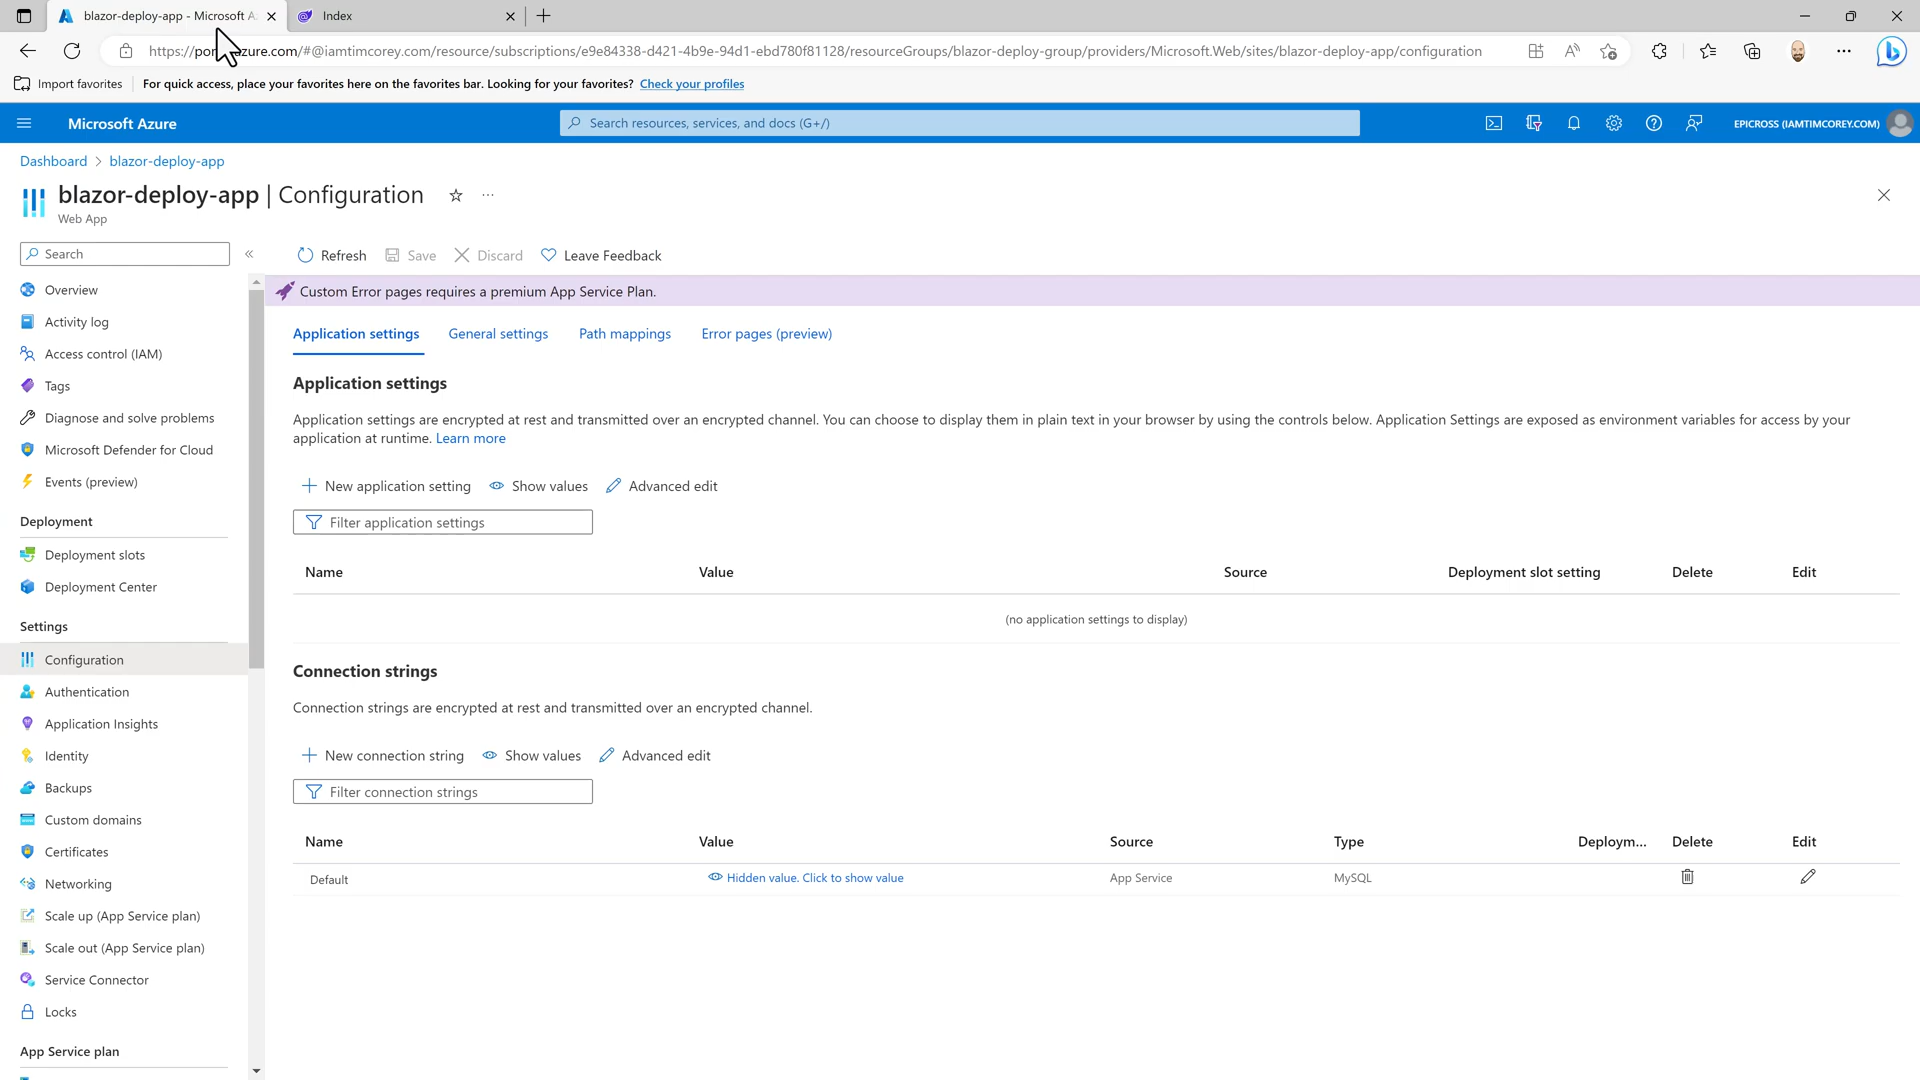 blazor-deploy-app - Microsoft A
Index
https://por azure.com/#@iamtimcorey.com/resource/subscriptions/e9e84338-d421-4b9e-94d1-ebd780f81128/resourceGroups/blazor-deploy-group/providers/Microsoft.Web/sites/blazor-deploy-app/configuration
Import favorites
For quick access, place your favorites here on the favorites bar. Looking for your favorites? Check your profiles
Microsoft Azure
Search resources, services, and docs (G+/)
EPICROSS (IAMTIMCOREY.COM)
Dashboard > blazor-deploy-app
blazor-deploy-app | Configuration
Web App
Search
Refresh
Save
Discard
Leave Feedback
Custom Error pages requires a premium App Service Plan.
Overview
Activity log
Access control (IAM)
Tags
Diagnose and solve problems
Microsoft Defender for Cloud
Events (preview)
Deployment
Deployment slots
Deployment Center
Settings
Configuration
Authentication
Application Insights
Identity
Backups
Custom domains
Certificates
Networking
Scale up (App Service plan)
Scale out (App Service plan)
Service Connector
Locks
App Service plan
Application settings
General settings
Path mappings
Error pages (preview)
Application settings
Application settings are encrypted at rest and transmitted over an encrypted channel. You can choose to display them in plain text in your browser by using the controls below. Application Settings are exposed as environment variables for access by your
application at runtime. Learn more
New application setting
Show values
Advanced edit
Filter application settings
Name Value Source Deployment slot setting Delete Edit
(no application settings to display)
Connection strings
Connection strings are encrypted at rest and transmitted over an encrypted channel.
New connection string
Show values
Advanced edit
Filter connection strings
Name Value Source Type Deploym... Delete Edit
Default Hidden value. Click to show value App Service MySQL